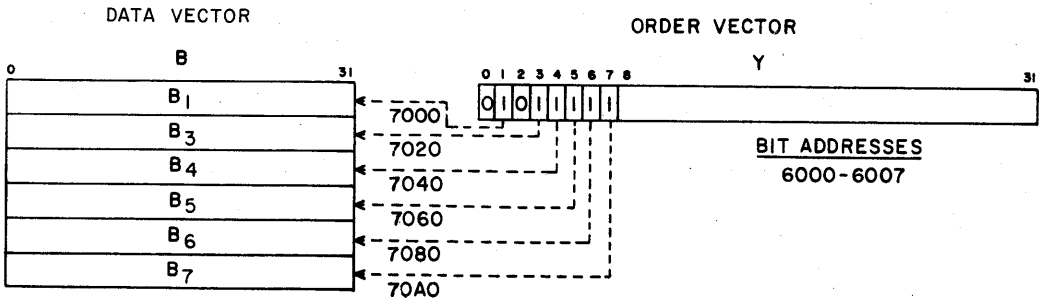 DATA VECTOR
B
0 31
B1
B3
B4
B5
B6
B7
7000
7020
7040
7060
7080
70A0
ORDER VECTOR
Y
0 1 2 3 4 5 6 7 8 31
0 1 0 1 1 1 1 1
BIT ADDRESSES
6000-6007